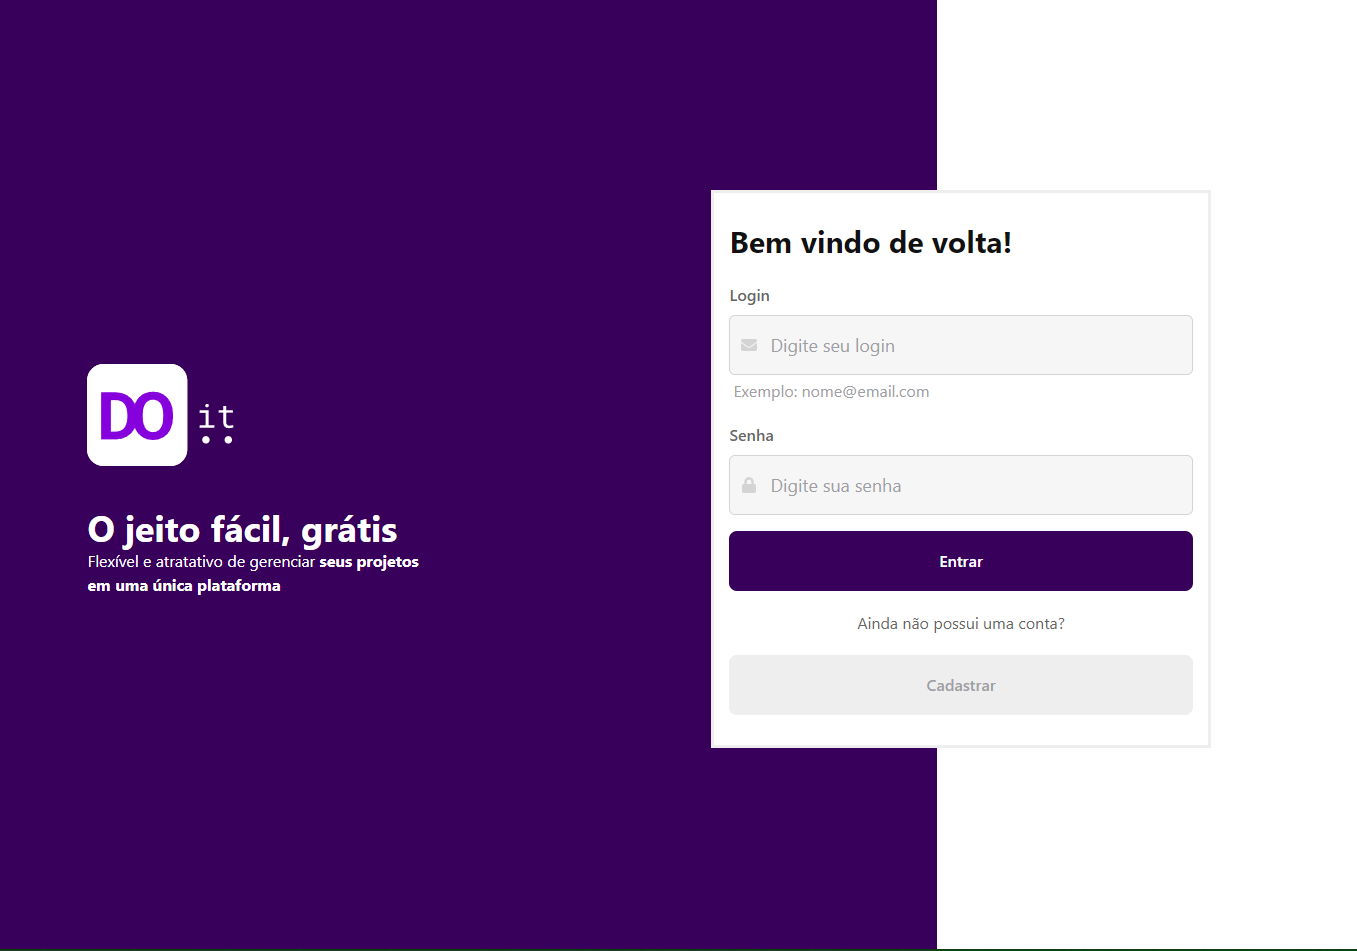 DO it
O jeito fácil, grátis
Flexível e atratativo de gerenciar seus projetos
em uma única plataforma
Bem vindo de volta!
Login
Digite seu login
Exemplo: nome@email.com
Senha
Digite sua senha
Entrar
Ainda não possui uma conta?
Cadastrar